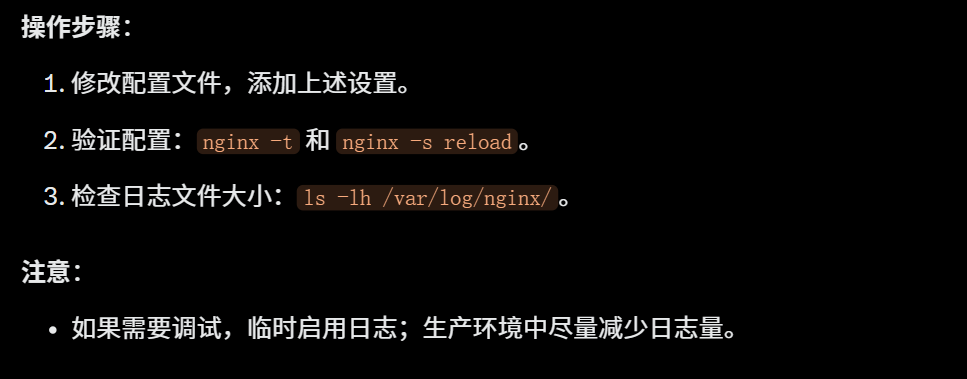 操作步骤：
1. 修改配置文件，添加上述设置。
2. 验证配置：nginx -t 和 nginx -s reload。
3. 检查日志文件大小：ls -lh /var/log/nginx/。
注意：
• 如果需要调试，临时启用日志；生产环境中尽量减少日志量。